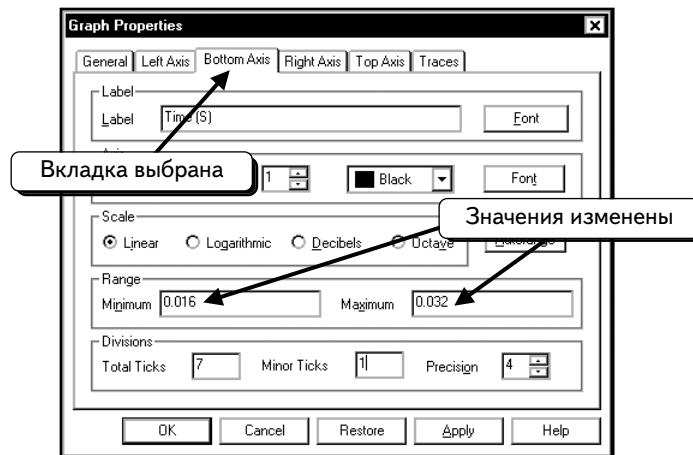 Graph Properties
General Left Axis Bottom Axis Right Axis Top Axis Traces
Label
Label Time (S) Font
Вкладка выбрана
1 Black Font
Scale
Значения изменены
Linear Logarithmic Decibels Octave
Range
Minimum 0.016 Maximum 0.032
Divisions
Total Ticks 7 Minor Ticks 1 Precision 4
OK Cancel Restore Apply Help